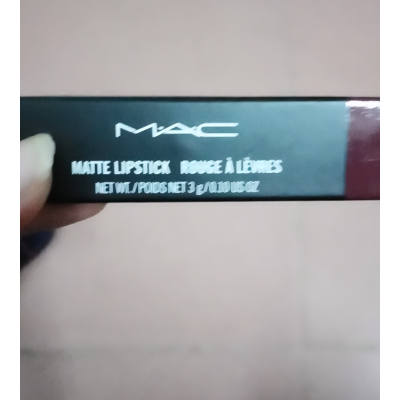 MAC
MATTE LIPSTICK ROUGE À LÈVRES
NET WT./POIDS NET 3 g/0.10 US OZ